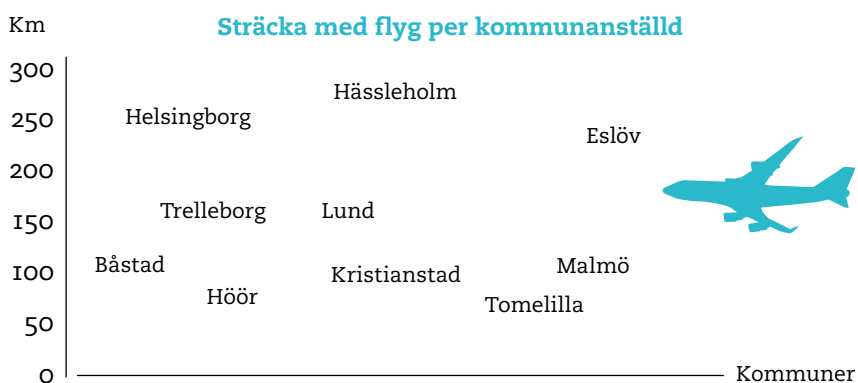 Km
Sträcka med flyg per kommunanställd
300
Hässleholm
250
Helsingborg
Eslöv
200
150
Trelleborg
Lund
100
Båstad
Kristianstad
Malmö
Höör
Tomelilla
50
0
Kommuner